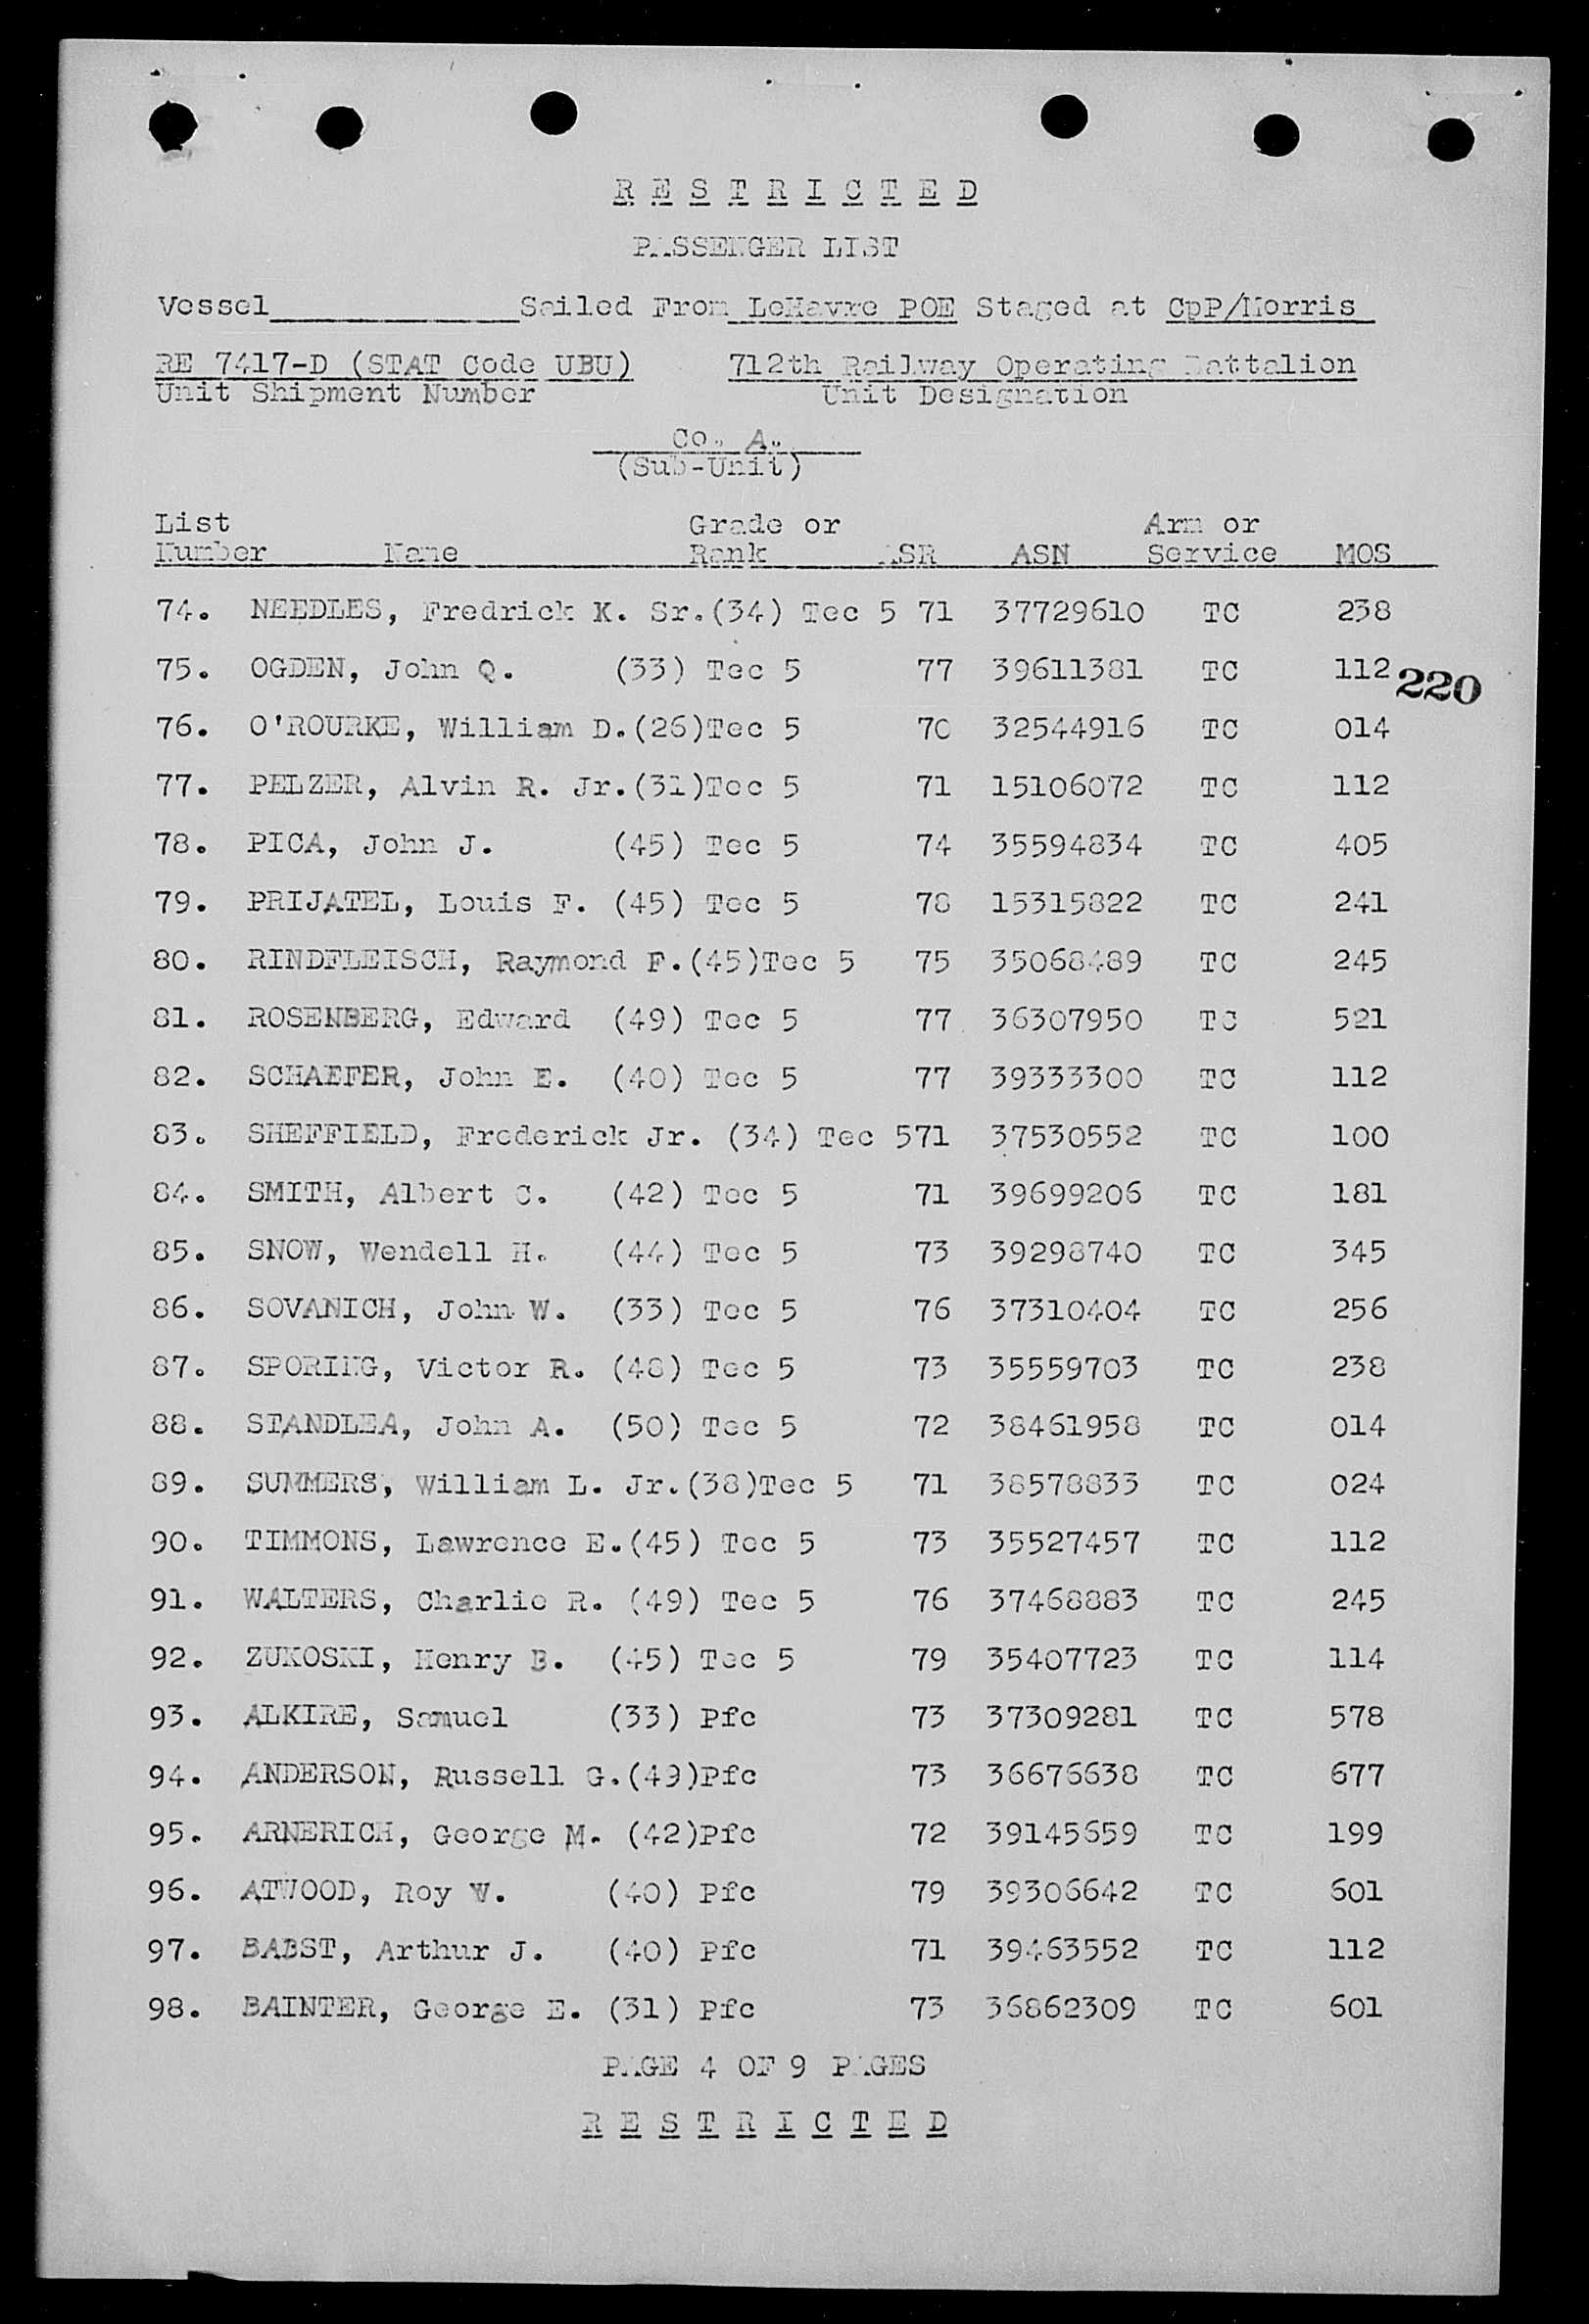 R E S T R I C T E D
PASSENGER LIST
Vessel____________Sailed From LeHavre POE Staged at CpP/Morris
RE 7417-D (STAT Code UBU) 712th Railway Operating Battalion
Unit Shipment Number Unit Designation
Co. A.
(Sub-Unit)
List Grade or Arm or
Number Name Rank ASR ASN Service MOS
74. NEEDLES, Fredrick K. Sr.(34) Tec 5 71 37729610 TC 238
75. OGDEN, John Q. (33) Tec 5 77 39611381 TC 112 220
76. O'ROURKE, William D.(26)Tec 5 70 32544916 TC 014
77. PELZER, Alvin R. Jr.(31)Tec 5 71 15106072 TC 112
78. PICA, John J. (45) Tec 5 74 35594834 TC 405
79. PRIJATEL, Louis F. (45) Tec 5 78 15315822 TC 241
80. RINDFLEISCH, Raymond F.(45)Tec 5 75 35068489 TC 245
81. ROSENBERG, Edward (49) Tec 5 77 36307950 TC 521
82. SCHAEFER, John E. (40) Tec 5 77 39333300 TC 112
83. SHEFFIELD, Frederick Jr. (34) Tec 571 37530552 TC 100
84. SMITH, Albert C. (42) Tec 5 71 39699206 TC 181
85. SNOW, Wendell H. (44) Tec 5 73 39298740 TC 345
86. SOVANICH, John W. (33) Tec 5 76 37310404 TC 256
87. SPORING, Victor R. (48) Tec 5 73 35559703 TC 238
88. STANDLEA, John A. (50) Tec 5 72 38461958 TC 014
89. SUMMERS, William L. Jr.(38)Tec 5 71 38578833 TC 024
90. TIMMONS, Lawrence E.(45) Tec 5 73 35527457 TC 112
91. WALTERS, Charlie R. (49) Tec 5 76 37468883 TC 245
92. ZUKOSKI, Henry B. (45) Tec 5 79 35407723 TC 114
93. ALKIRE, Samuel (33) Pfc 73 37309281 TC 578
94. ANDERSON, Russell G.(49)Pfc 73 36676638 TC 677
95. ARNERICH, George M. (42)Pfc 72 39145659 TC 199
96. ATWOOD, Roy W. (40) Pfc 79 39306642 TC 601
97. BABST, Arthur J. (40) Pfc 71 39463552 TC 112
98. BAINTER, George E. (31) Pfc 73 36862309 TC 601
PAGE 4 OF 9 PAGES
R E S T R I C T E D